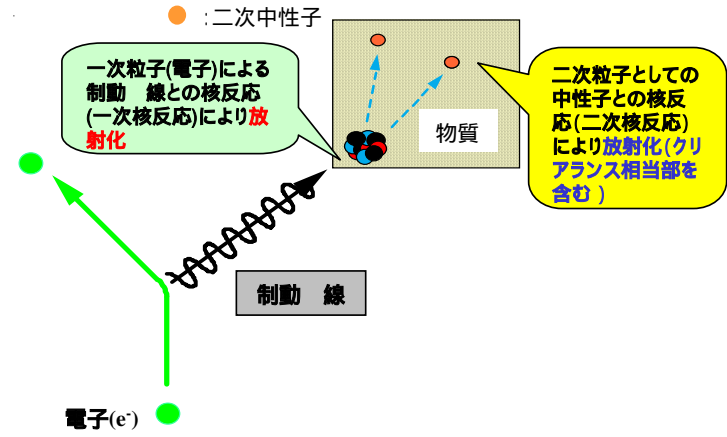 ：二次中性子
一次粒子(電子)による
制動　線との核反応
(一次核反応)により放
射化
二次粒子としての
中性子との核反
応(二次核反応)
により放射化(クリ
アランス相当部を
含む)
物質
制動　線
電子(e⁻)